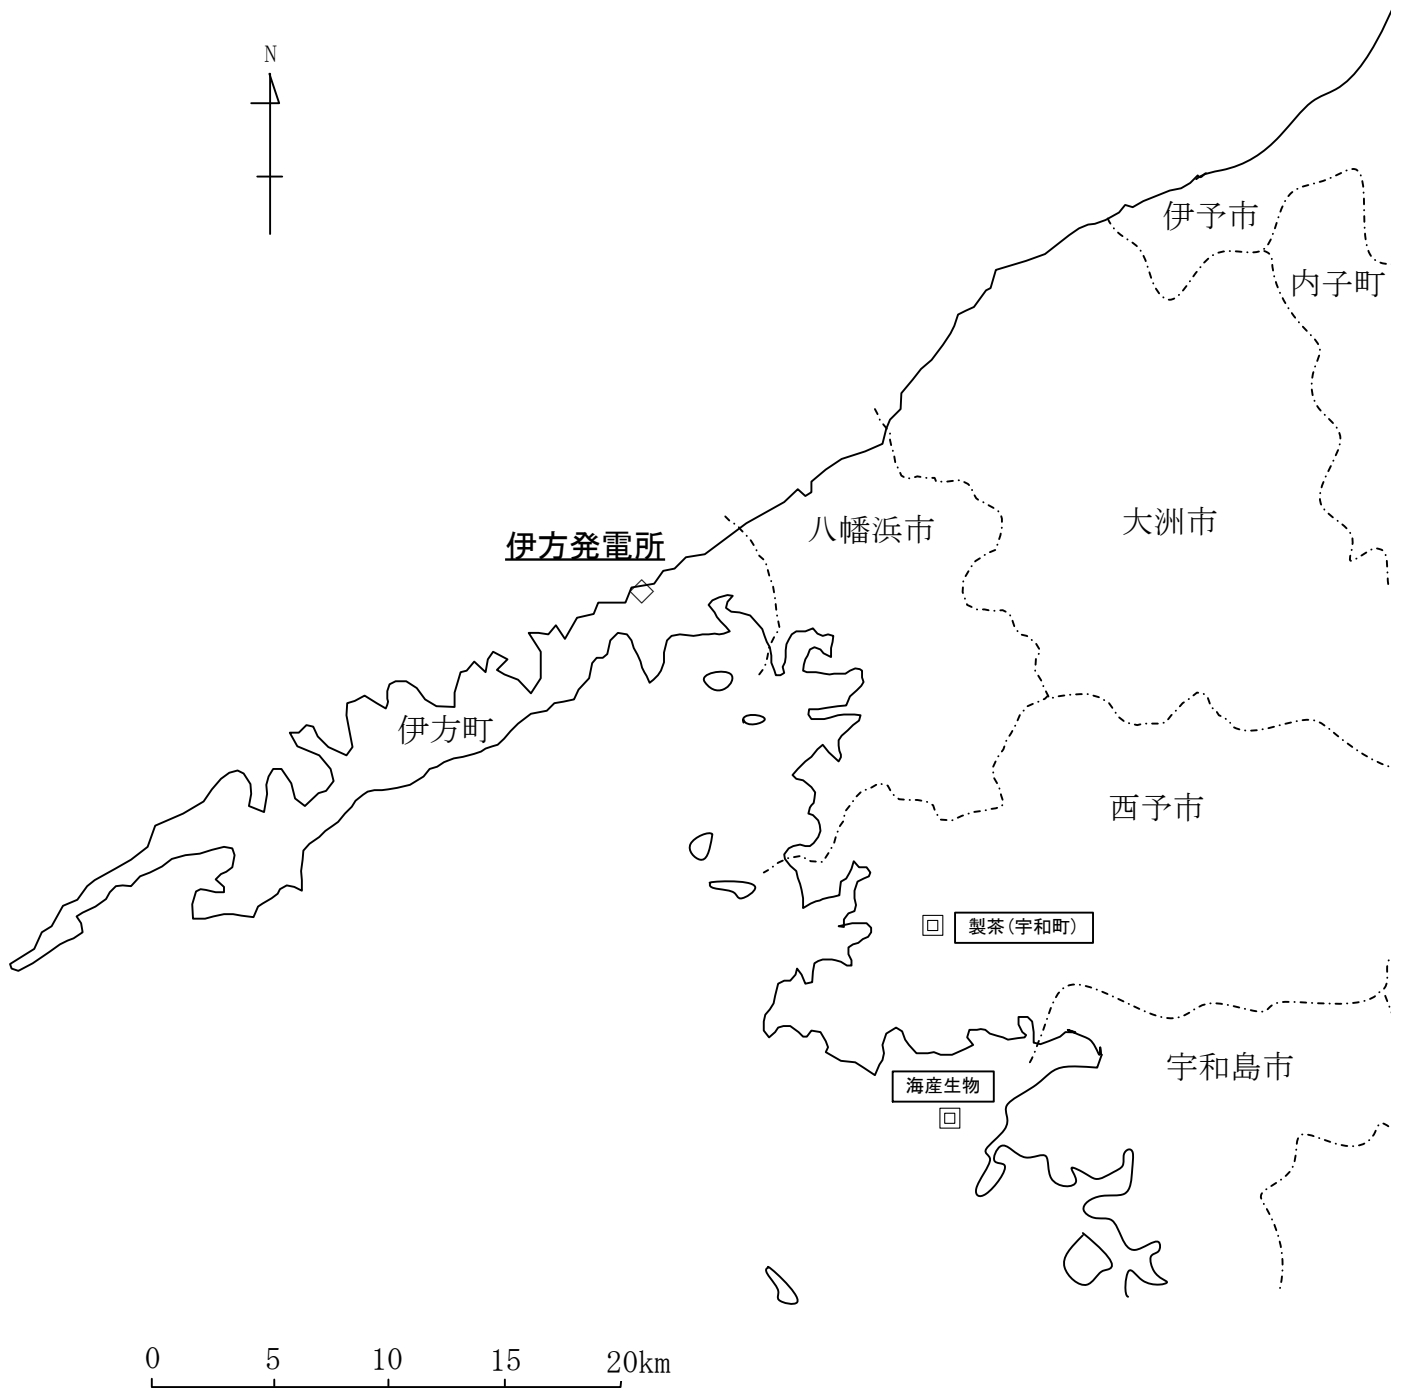 N
伊予市
内子町
大洲市
八幡浜市
伊方発電所
伊方町
西予市
製茶(宇和町)
宇和島市
海産生物
0 5 10 15 20km